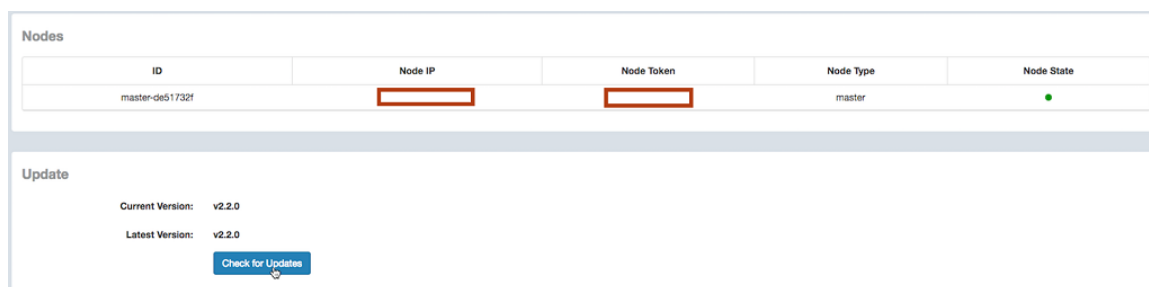 Nodes
ID Node IP Node Token Node Type Node State
master-de51732f master
Update
Current Version: v2.2.0
Latest Version: v2.2.0
Check for Updates